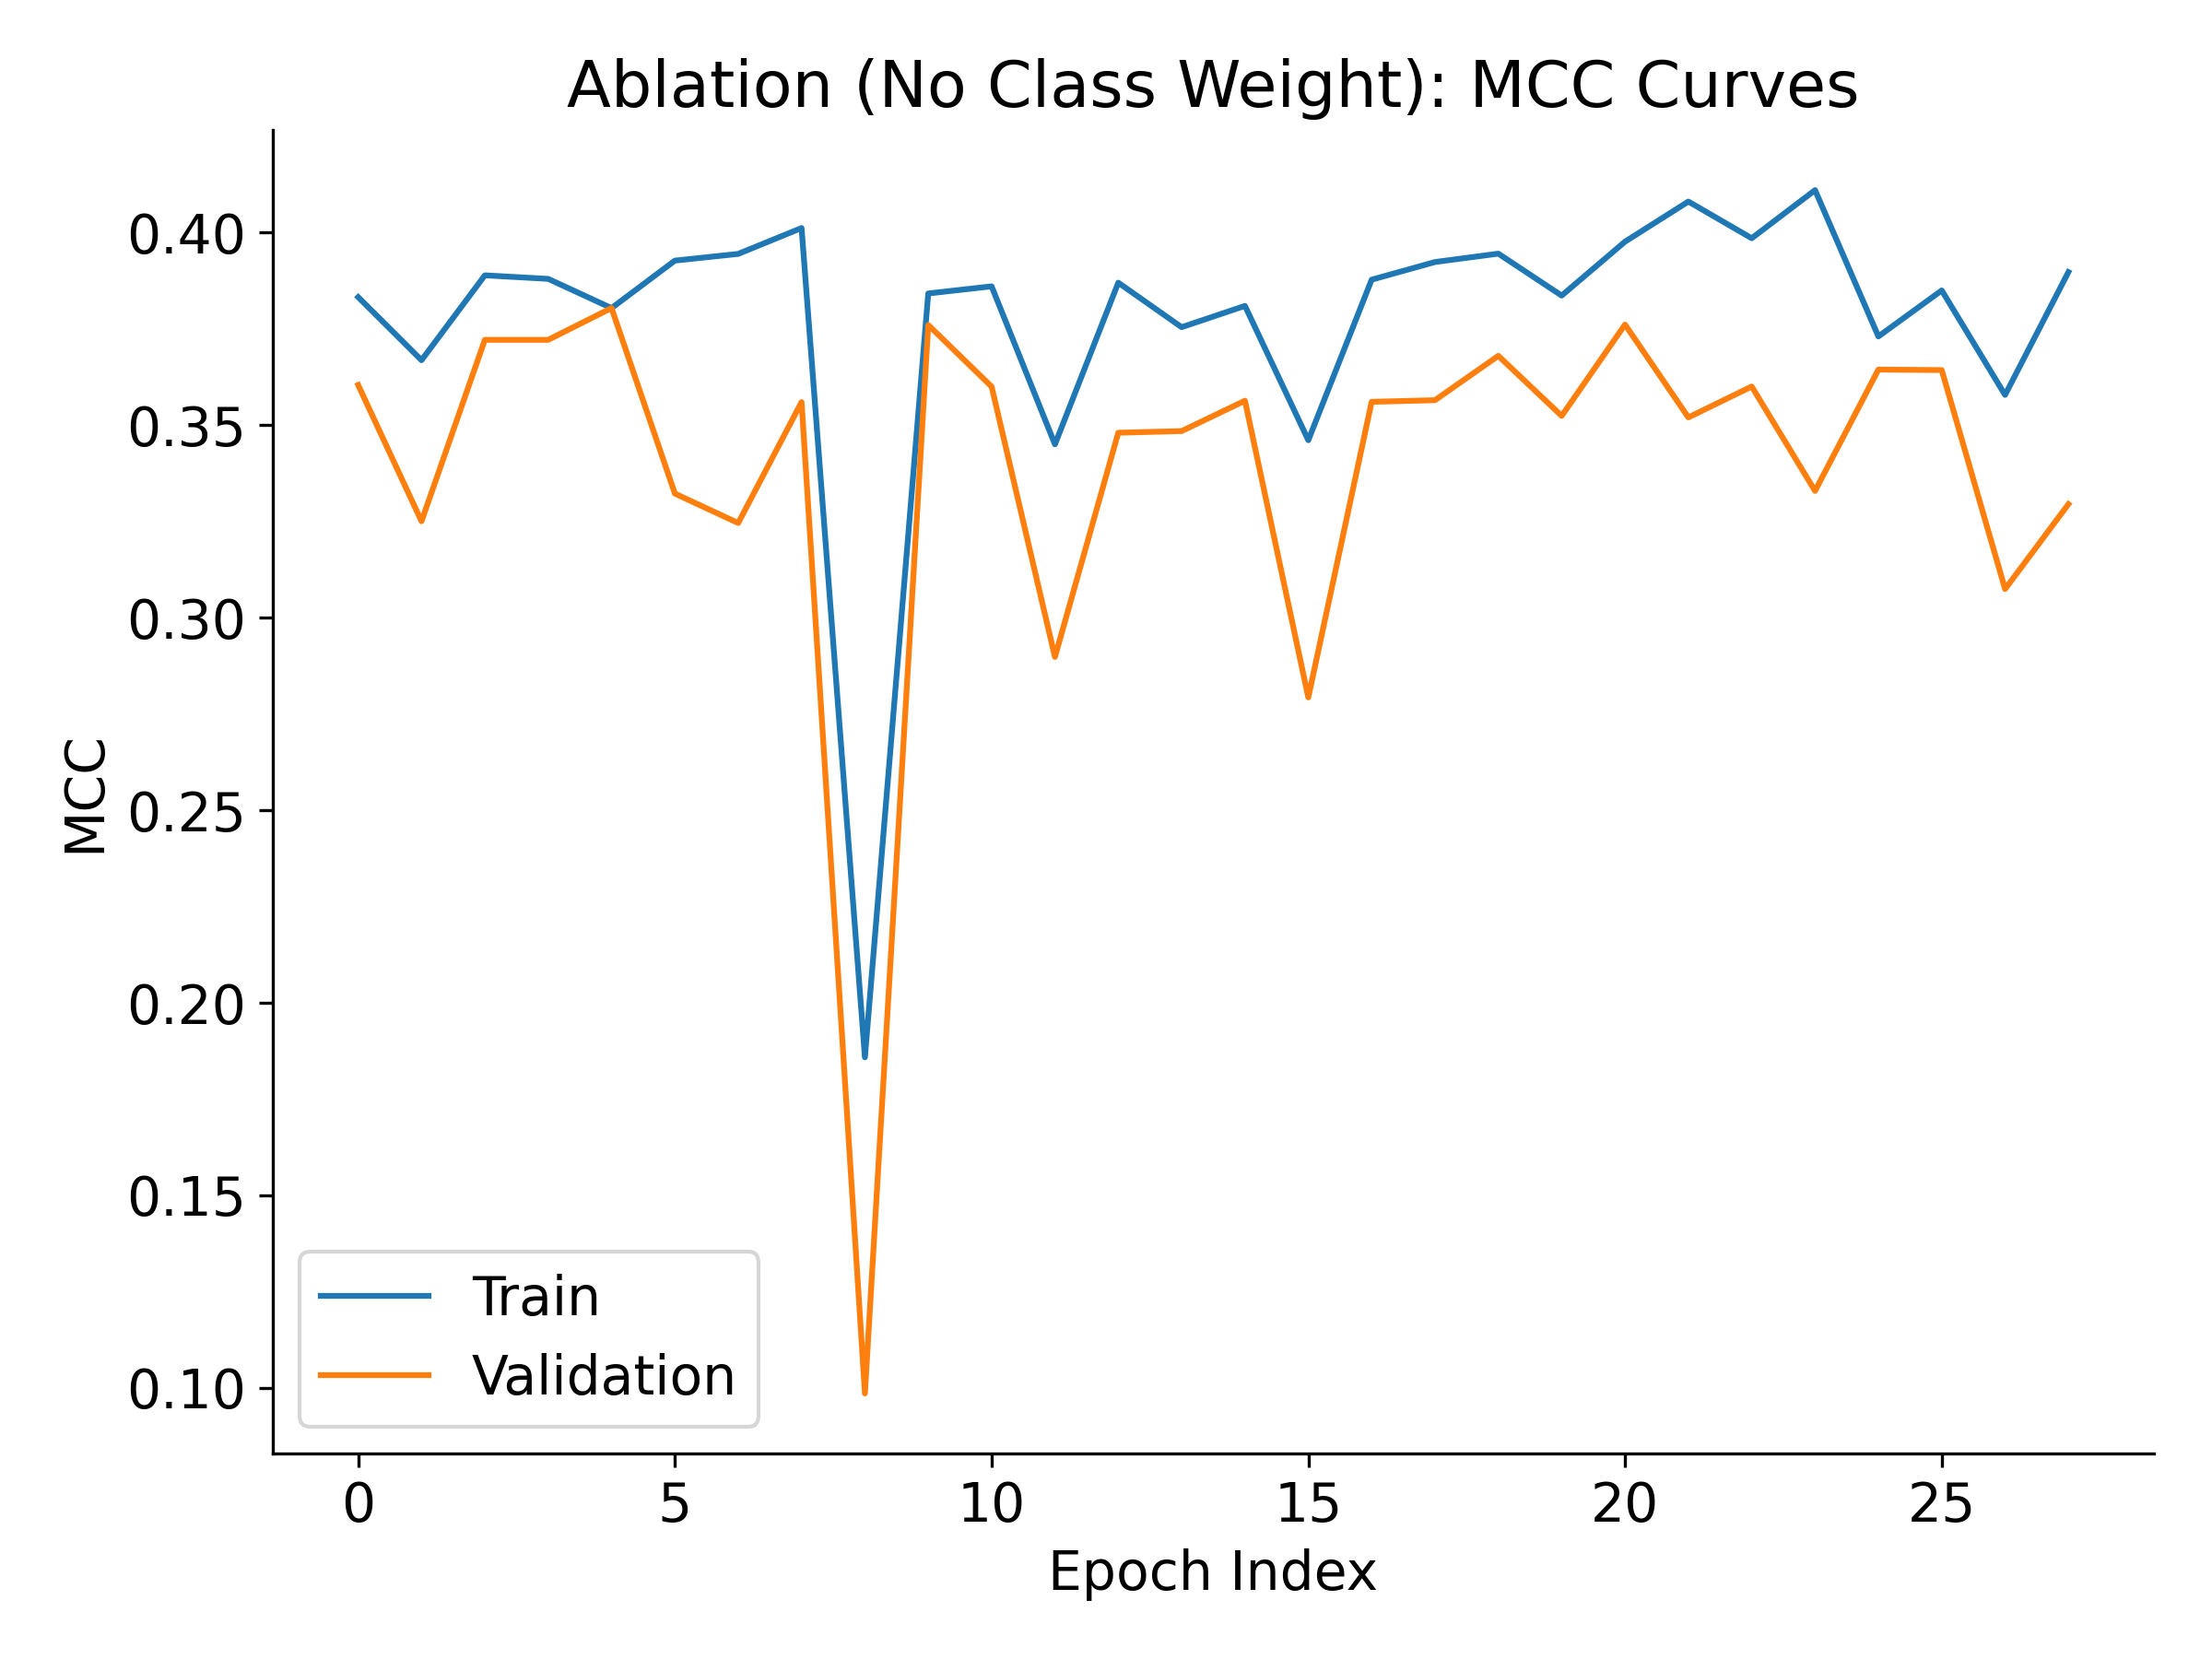 Ablation (No Class Weight): MCC Curves
0.40
0.35
0.30
0.25
0.20
0.15
0.10
MCC
Train
Validation
0 5 10 15 20 25
Epoch Index